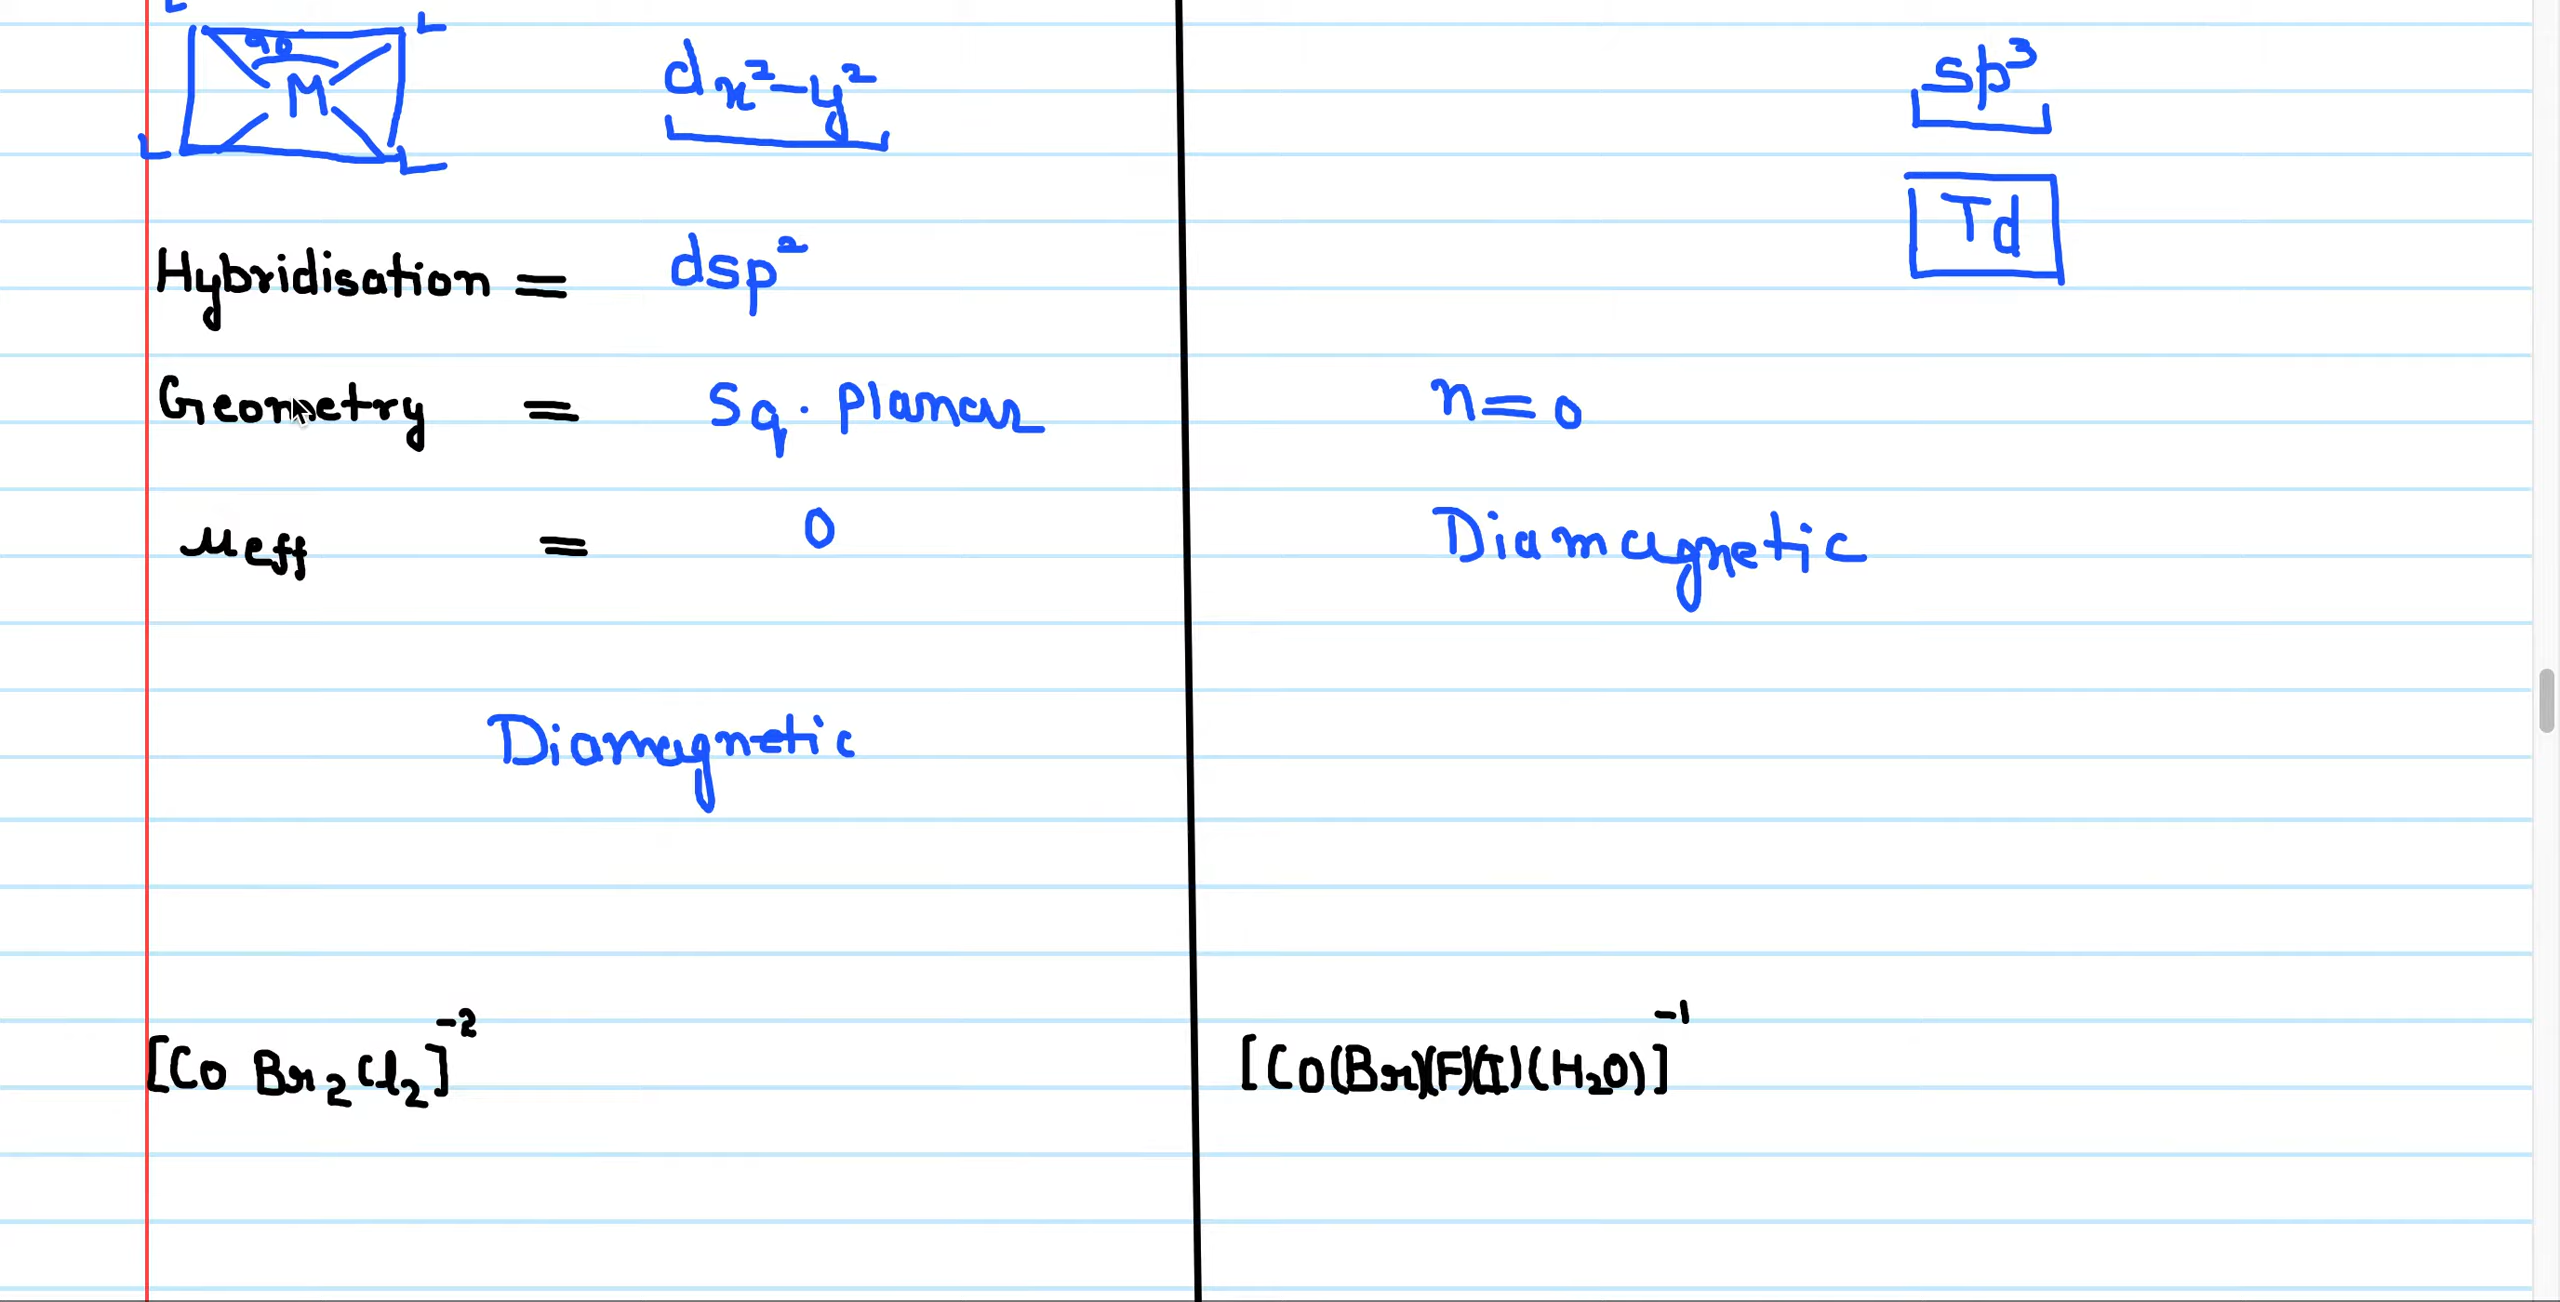 L
L
90
M
L
L
dx²-y²
Hybridisation = dsp²
Geometry = Sq. Planar
μeff = 0
Diamagnetic
[Co Br₂Cl₂]⁻²
sp³
Td
n=0
Diamagnetic
[Co(Br)(F)(I)(H₂O)]⁻¹